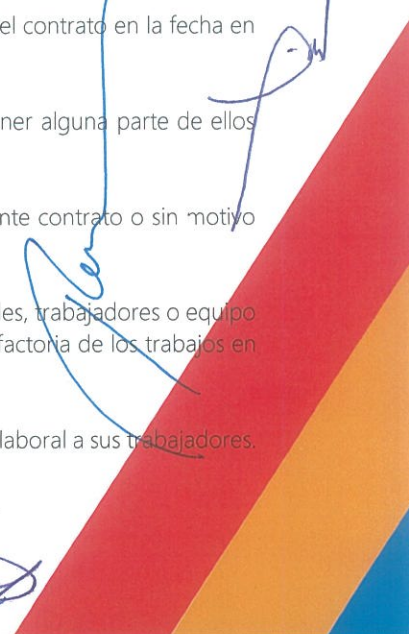 el contrato en la fecha en
ner alguna parte de ellos
nte contrato o sin motivo
les, trabajadores o equipo
factoria de los trabajos en
laboral a sus trabajadores.